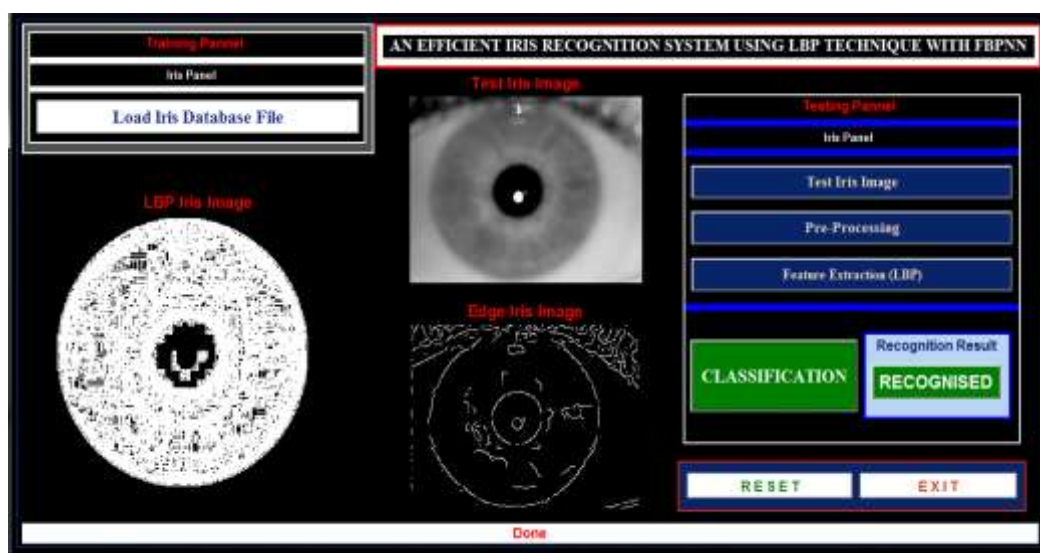 Training Pannel
Iris Panel
Load Iris Database File
AN EFFICIENT IRIS RECOGNITION SYSTEM USING LBP TECHNIQUE WITH FBPNN
Test Iris Image
LBP Iris Image
Edge Iris Image
Testing Pannel
Iris Panel
Test Iris Image
Pre-Processing
Feature Extraction (LBP)
CLASSIFICATION
Recognition Result
RECOGNISED
RESET
EXIT
Done